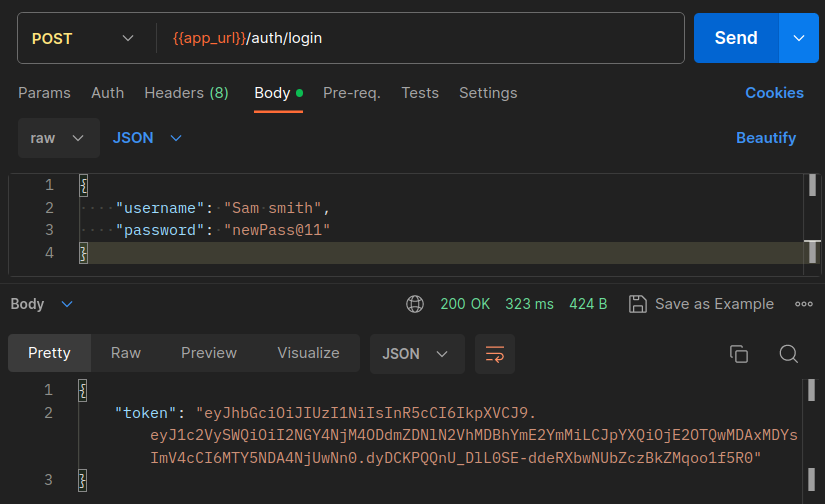 POST {{app_url}}/auth/login Send
Params Auth Headers (8) Body Pre-req. Tests Settings Cookies
raw JSON Beautify
1 {
2 "username": "Sam smith",
3 "password": "newPass@11"
4 }
Body 200 OK 323 ms 424 B Save as Example
Pretty Raw Preview Visualize JSON
1 {
2 "token": "eyJhbGciOiJIUzI1NiIsInR5cCI6IkpXVCJ9.
eyJ1c2VySWQiOiI2NGY4NjM4ODdmZDNlN2VhMDBhYmE2YmMiLCJpYXQiOjE2OTQwMDAxMDYs
ImV4cCI6MTY5NDA4NjUwNn0.dyDCKPQQnU_DlL0SE-ddeRXbwNUbZczBkZMqoo1f5R0"
3 }